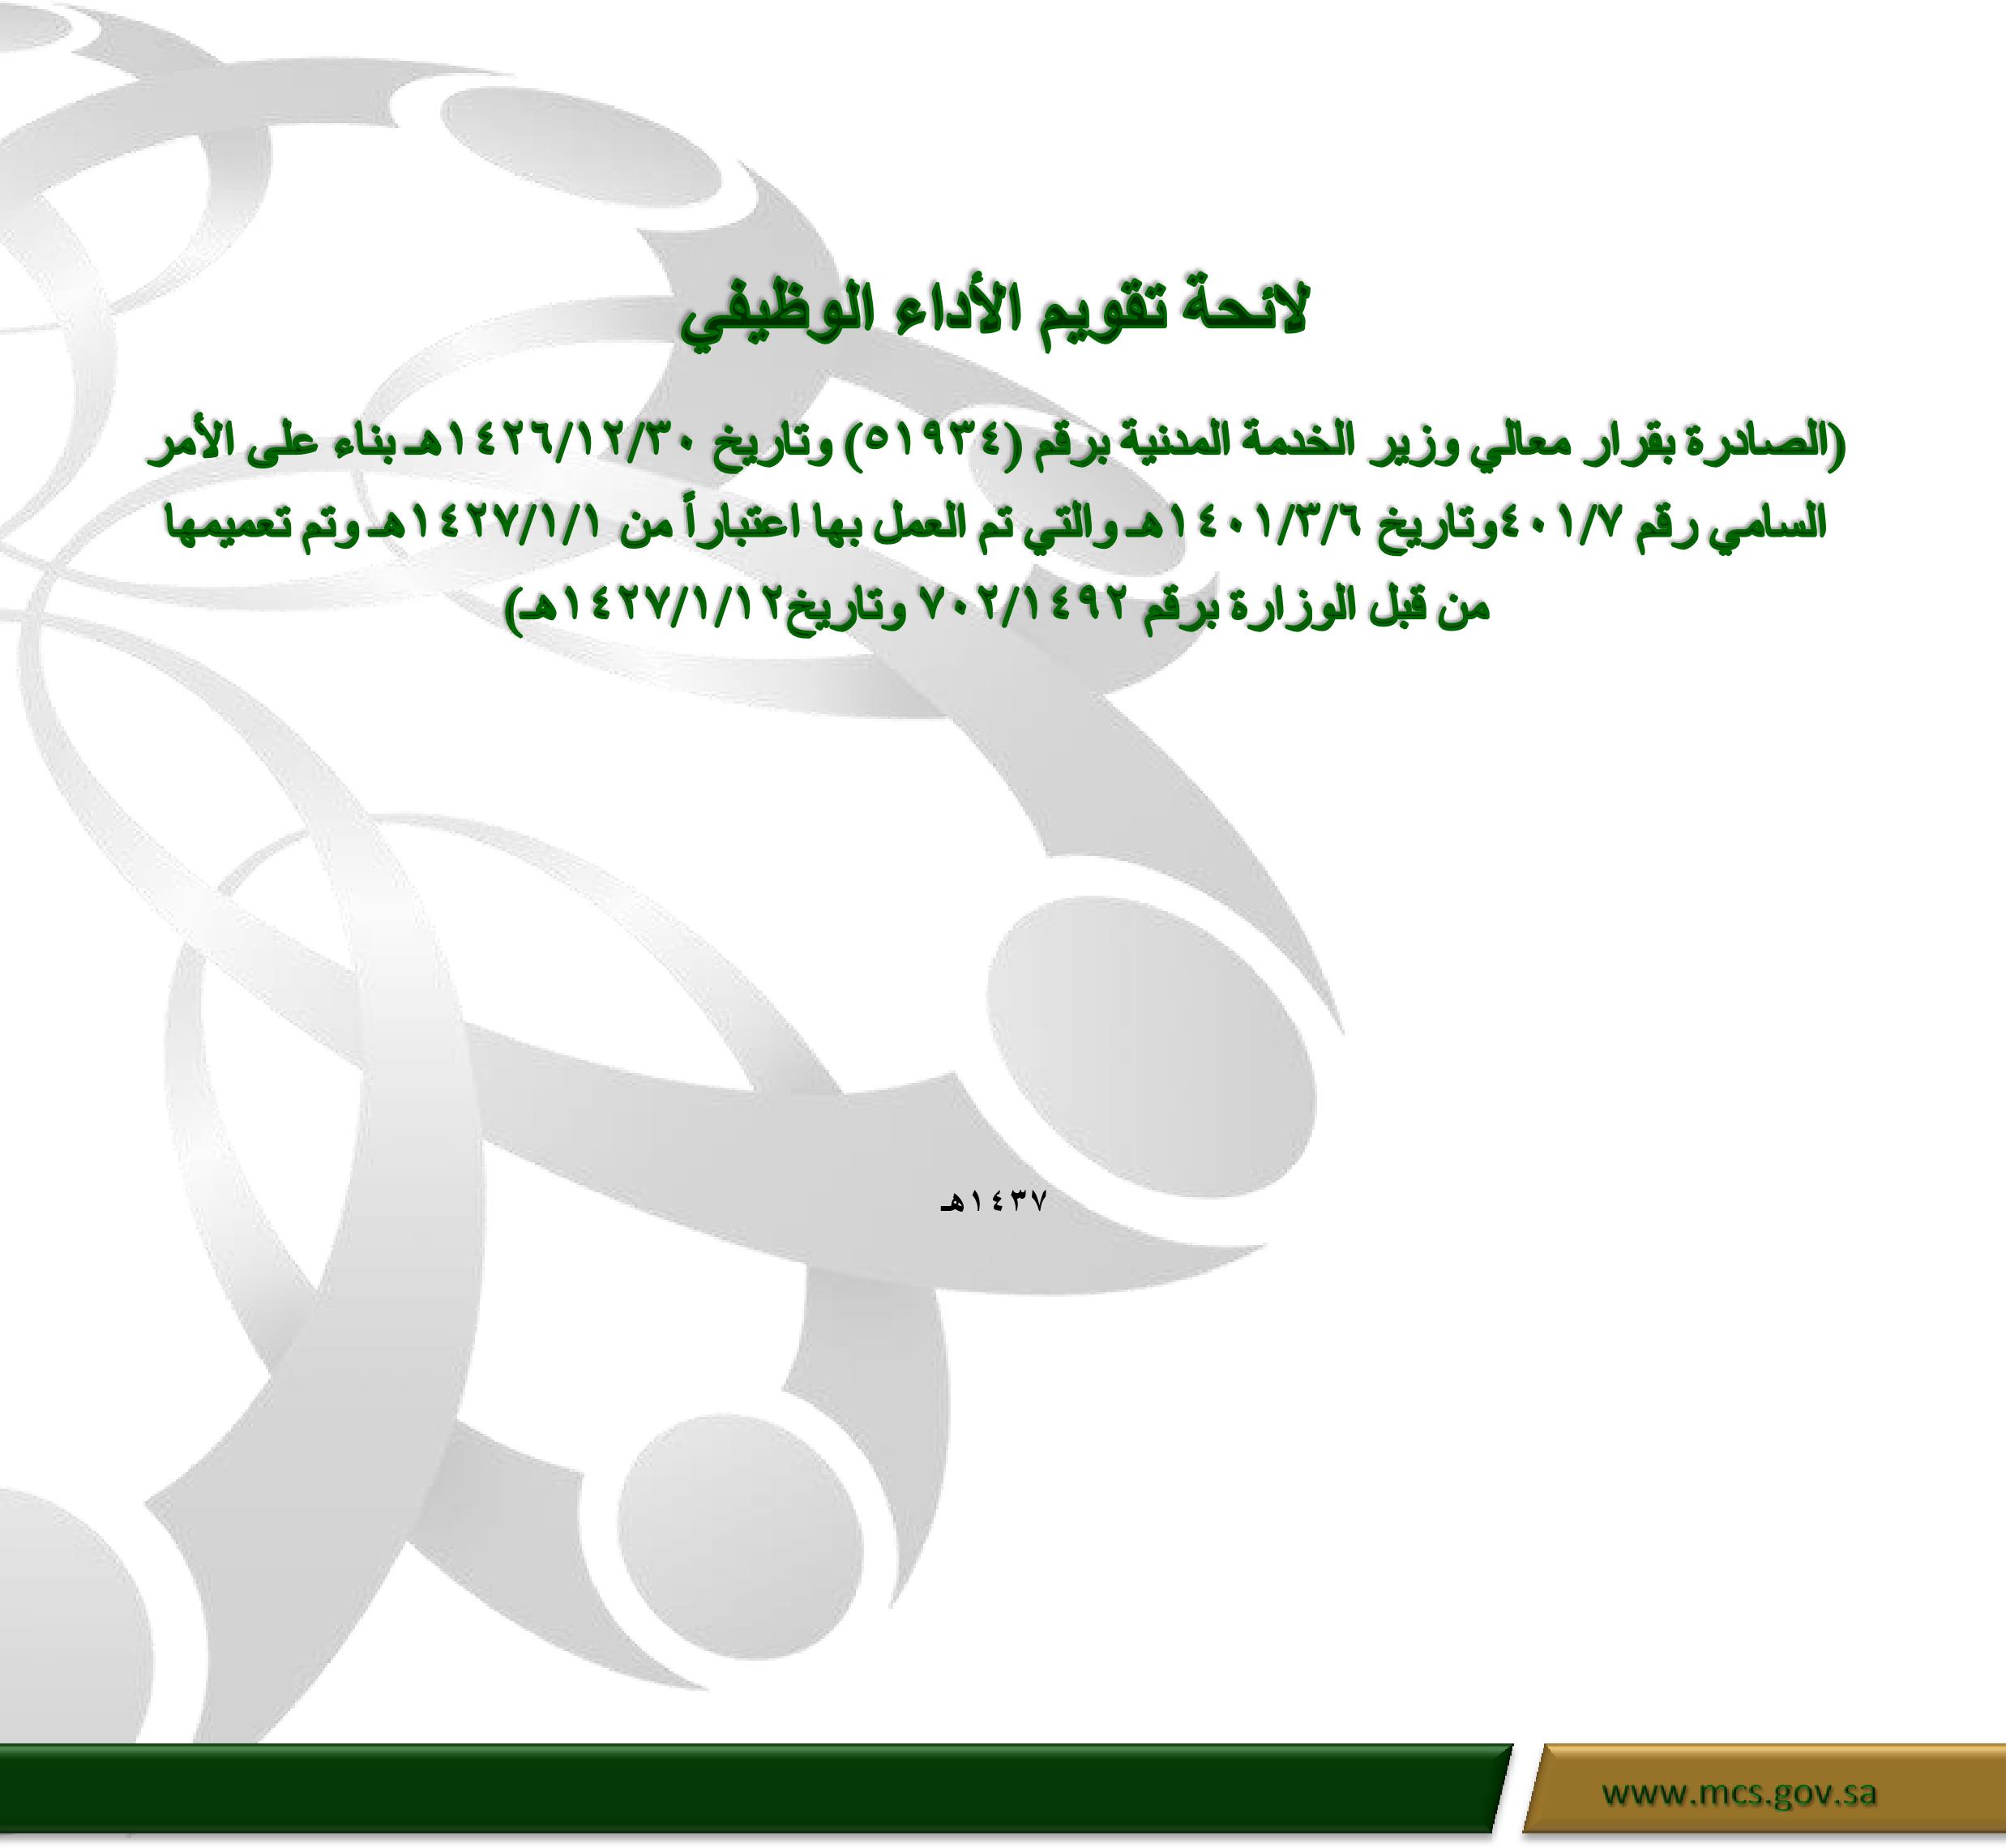 لائحة تقويم الأداء الوظيفي
(الصادرة بقرار معالي وزير الخدمة المدنية برقم (٥١٩٣٤) وتاريخ ١٤٢٦/١٢/٣٠هـ بناء على الأمر
السامي رقم ٤٠١/٧وتاريخ ١٤٠١/٣/٦هـ والتي تم العمل بها اعتباراً من ١٤٢٧/١/١هـ وتم تعميمها
من قبل الوزارة برقم ٧٠٢/١٤٩٢ وتاريخ١٤٢٧/١/١٢هـ)
١٤٣٧هـ
www.mcs.gov.sa